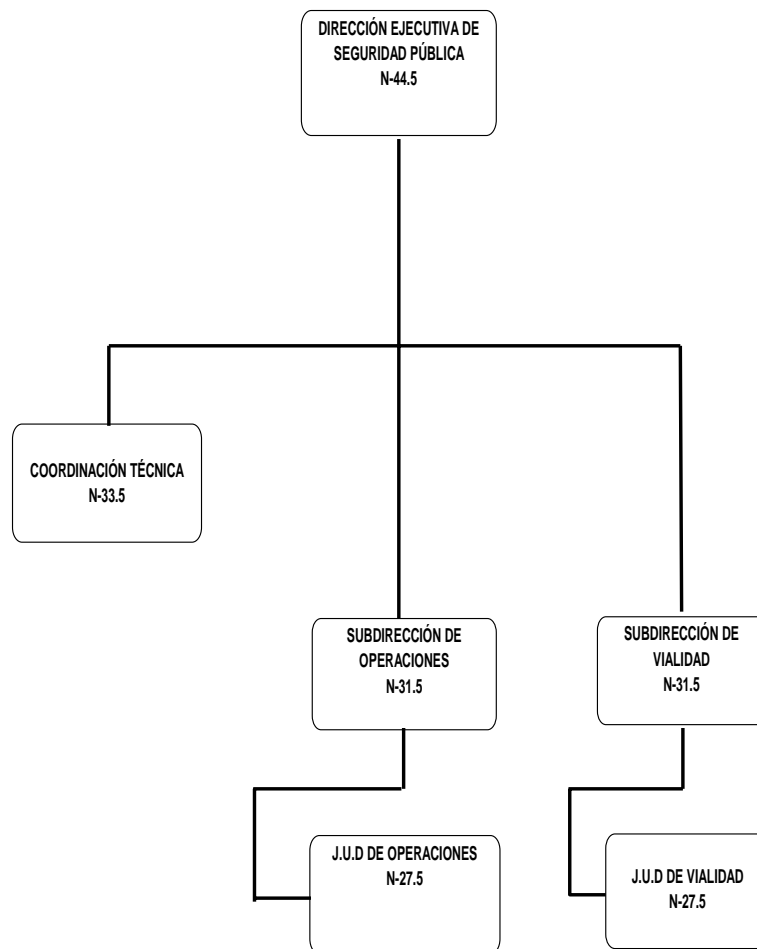 DIRECCIÓN EJECUTIVA DE
SEGURIDAD PÚBLICA
N-44.5
COORDINACIÓN TÉCNICA
N-33.5
SUBDIRECCIÓN DE
OPERACIONES
N-31.5
SUBDIRECCIÓN DE
VIALIDAD
N-31.5
J.U.D DE OPERACIONES
N-27.5
J.U.D DE VIALIDAD
N-27.5